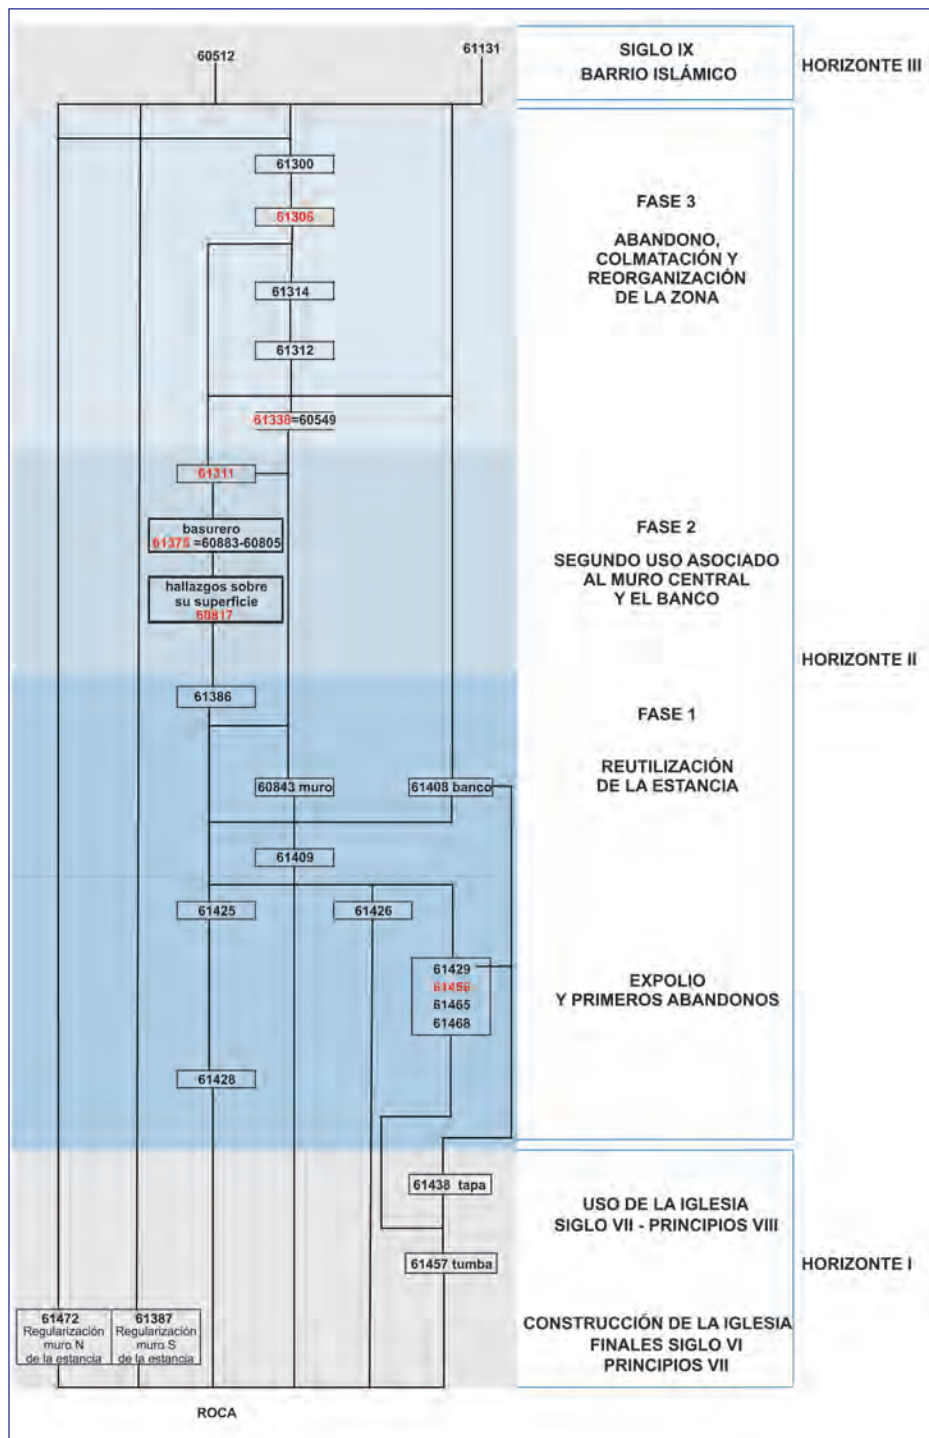 60512
61131
SIGLO IX
BARRIO ISLÁMICO
HORIZONTE III
61300
61306
FASE 3
ABANDONO,
COLMATACIÓN Y
REORGANIZACIÓN
DE LA ZONA
61314
61312
61338=60549
61311
basurero
61375 =60883-60805
hallazgos sobre
su superficie
60817
FASE 2
SEGUNDO USO ASOCIADO
AL MURO CENTRAL
Y EL BANCO
HORIZONTE II
61386
FASE 1
REUTILIZACIÓN
DE LA ESTANCIA
60843 muro
61408 banco
61409
61425
61426
61429
61456
61465
61468
EXPOLIO
Y PRIMEROS ABANDONOS
61428
61438 tapa
USO DE LA IGLESIA
SIGLO VII - PRINCIPIOS VIII
61457 tumba
HORIZONTE I
61472
Regularización
muro N
de la estancia
61387
Regularización
muro S
de la estancia
CONSTRUCCIÓN DE LA IGLESIA
FINALES SIGLO VI
PRINCIPIOS VII
ROCA